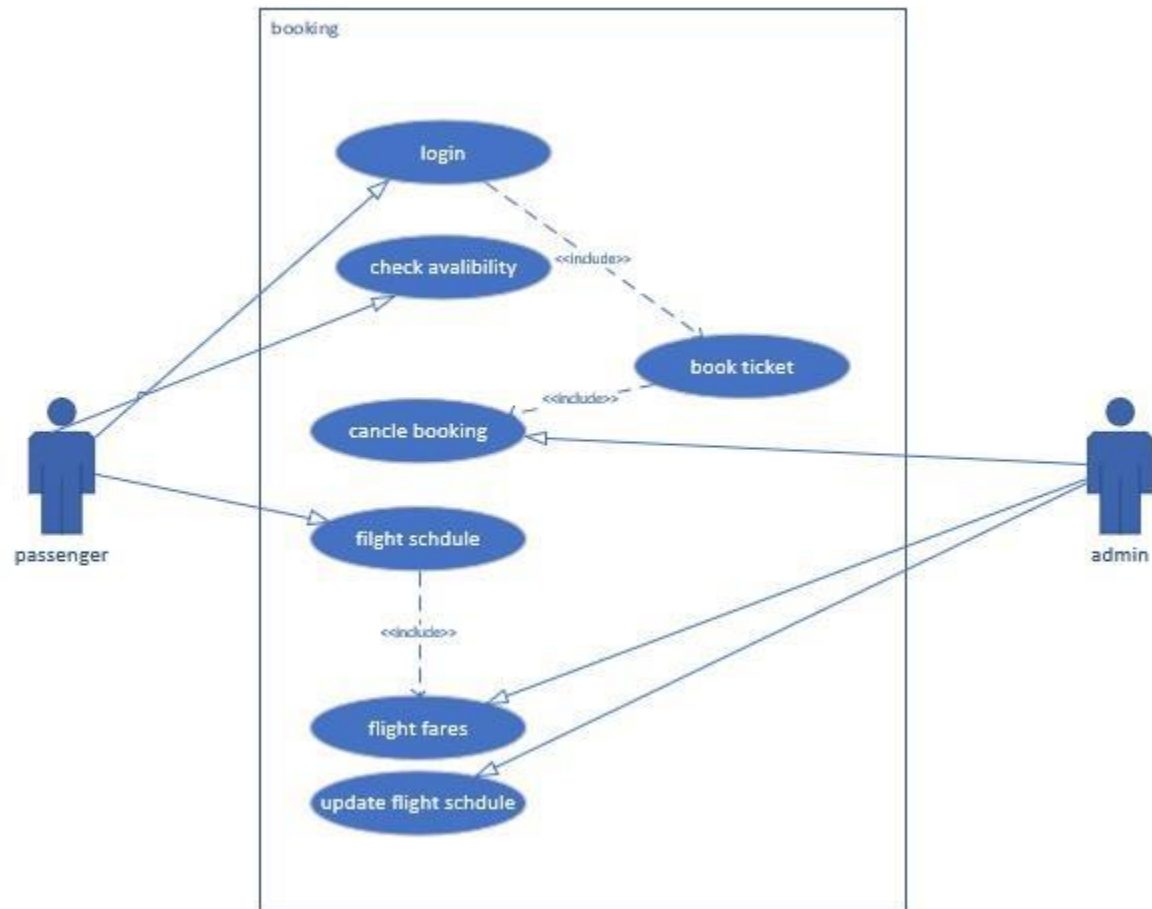 booking
login
check avalibility
<<include>>
book ticket
<<include>>
cancle booking
filght schdule
passenger
admin
<<include>>
flight fares
update flight schdule